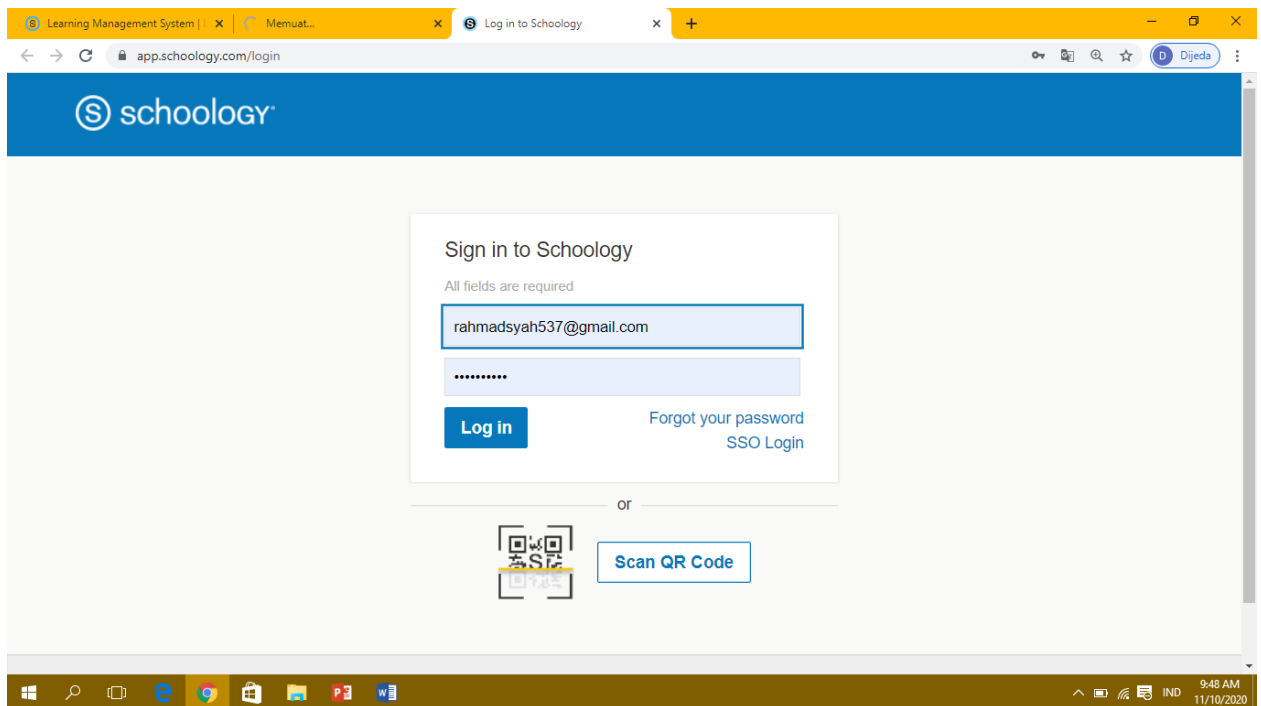 Learning Management System | L
Memuat...
Log in to Schoology
app.schoology.com/login
D Dijeda
S schoology
Sign in to Schoology
All fields are required
rahmadsyah537@gmail.com
••••••••••
Log in
Forgot your password
SSO Login
or
S
Scan QR Code
IND
9:48 AM
11/10/2020